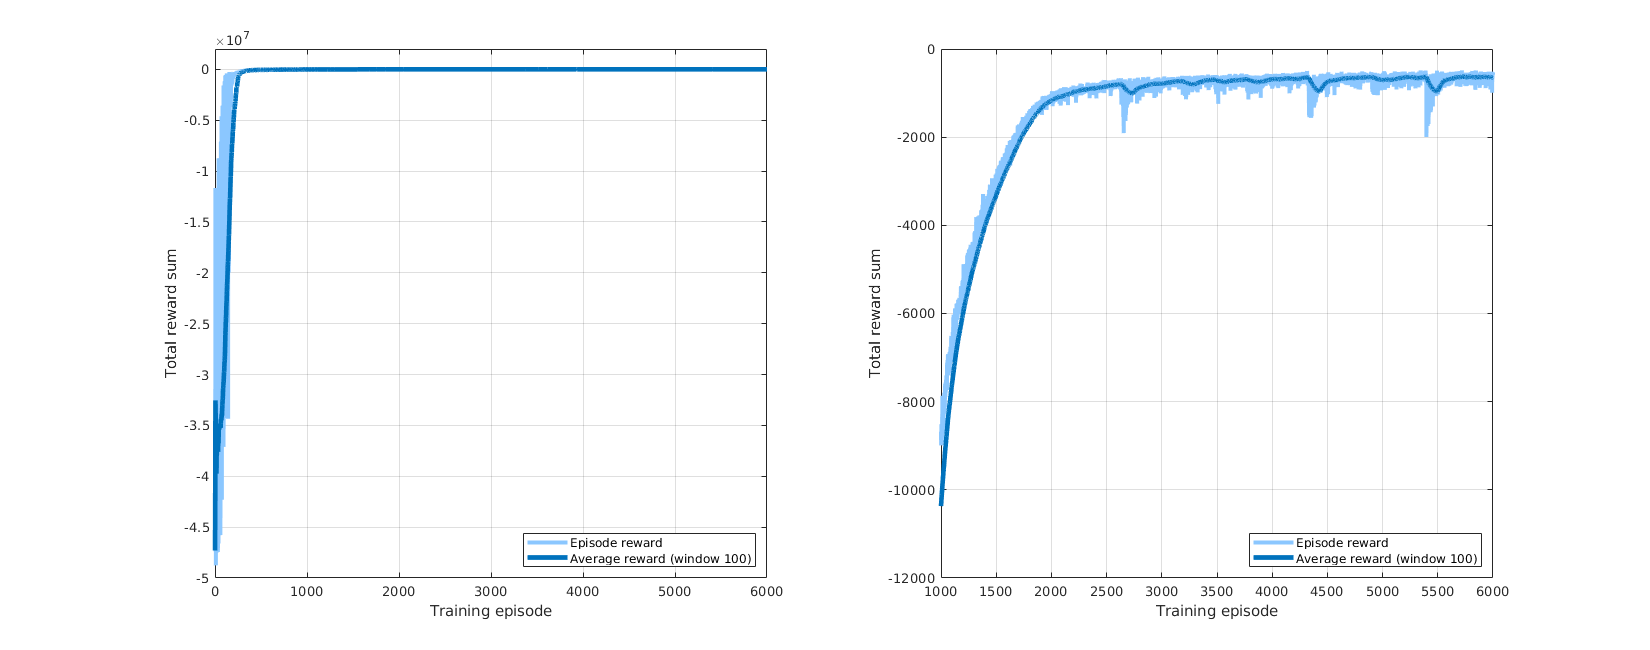 ×10^7
0
-0.5
-1
-1.5
-2
-2.5
-3
-3.5
-4
-4.5
-5
Total reward sum
Episode reward
Average reward (window 100)
0 1000 2000 3000 4000 5000 6000
Training episode
0
-2000
-4000
-6000
-8000
-10000
-12000
Total reward sum
Episode reward
Average reward (window 100)
1000 1500 2000 2500 3000 3500 4000 4500 5000 5500 6000
Training episode